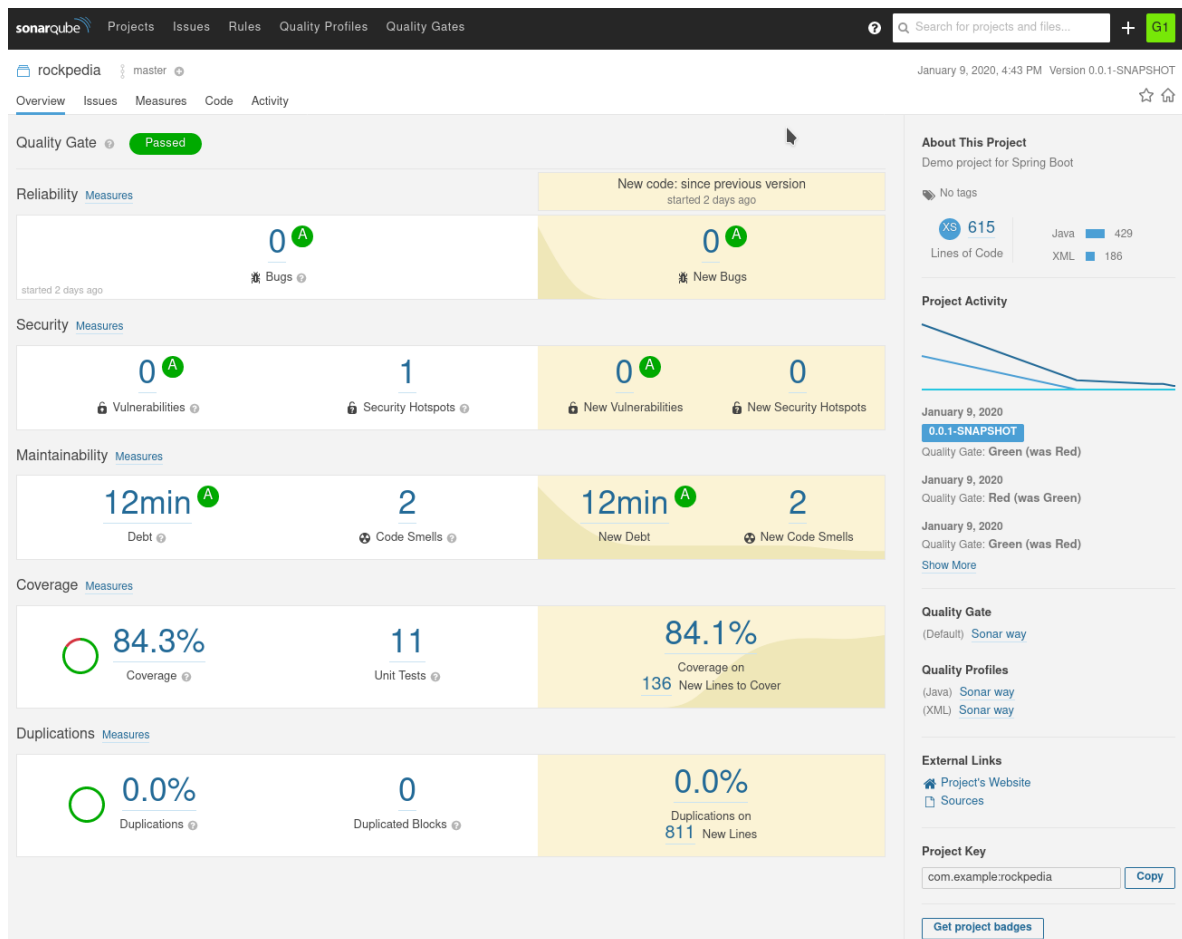 sonarqube Projects Issues Rules Quality Profiles Quality Gates Search for projects and files... G1
rockpedia master January 9, 2020, 4:43 PM Version 0.0.1-SNAPSHOT
Overview Issues Measures Code Activity
Quality Gate Passed
Reliability Measures
New code: since previous version
started 2 days ago
0 A
Bugs
started 2 days ago
0 A
New Bugs
Security Measures
0 A
Vulnerabilities
1
Security Hotspots
0 A
New Vulnerabilities
0
New Security Hotspots
Maintainability Measures
12min A
Debt
2
Code Smells
12min A
New Debt
2
New Code Smells
Coverage Measures
84.3%
Coverage
11
Unit Tests
84.1%
Coverage on
136 New Lines to Cover
Duplications Measures
0.0%
Duplications
0
Duplicated Blocks
0.0%
Duplications on
811 New Lines
About This Project
Demo project for Spring Boot
No tags
XS 615
Lines of Code
Java 429
XML 186
Project Activity
January 9, 2020
0.0.1-SNAPSHOT
Quality Gate: Green (was Red)
January 9, 2020
Quality Gate: Red (was Green)
January 9, 2020
Quality Gate: Green (was Red)
Show More
Quality Gate
(Default) Sonar way
Quality Profiles
(Java) Sonar way
(XML) Sonar way
External Links
Project's Website
Sources
Project Key
com.example:rockpedia Copy
Get project badges